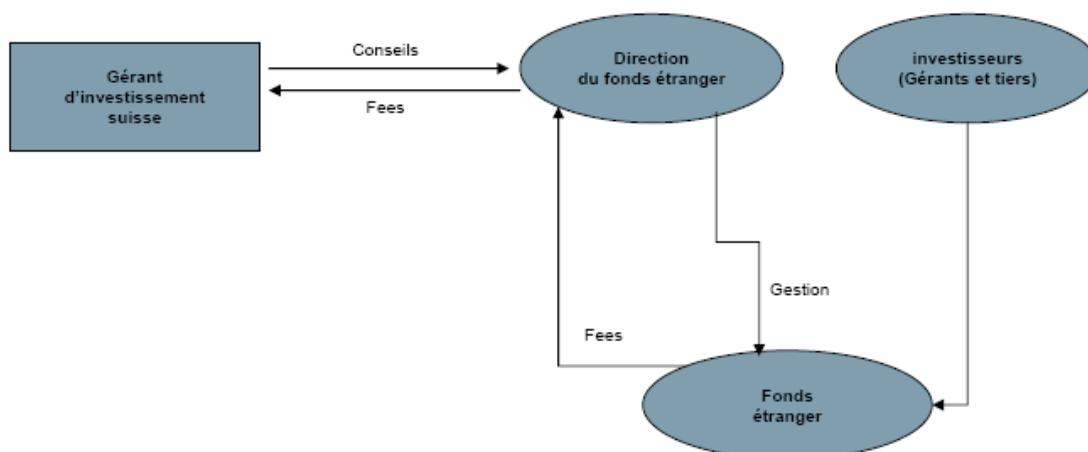 Gérant
d'investissement
suisse
Conseils
Fees
Direction
du fonds étranger
investisseurs
(Gérants et tiers)
Gestion
Fees
Fonds
étranger